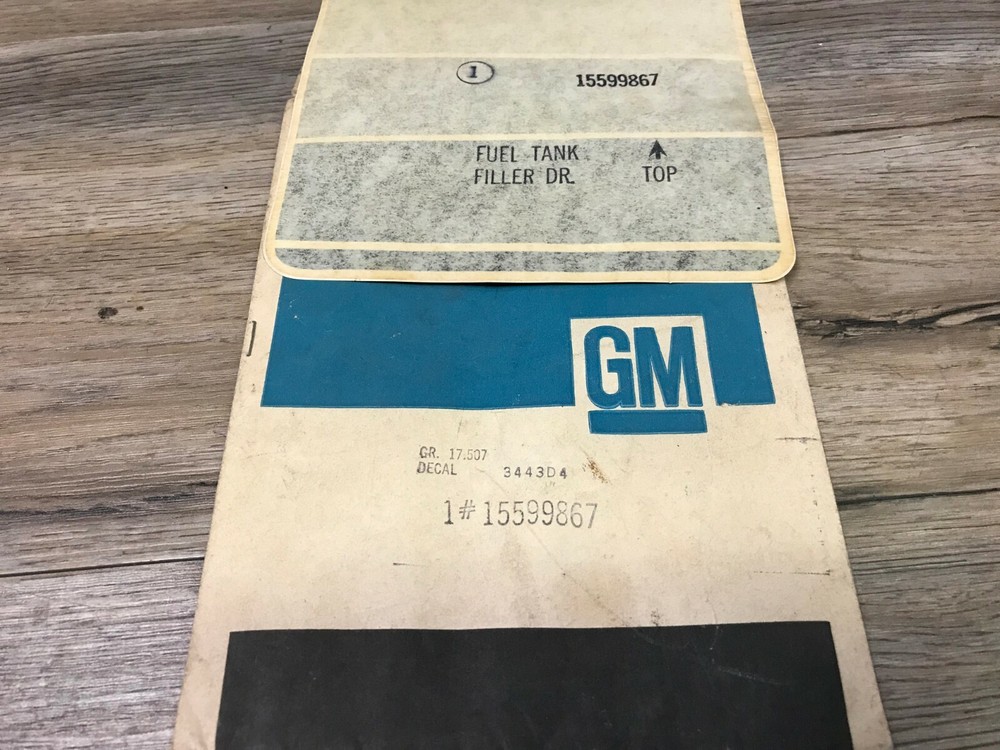 1 15599867
FUEL TANK
FILLER DR. TOP
GM
GR. 17.507
DECAL 3443D4
1# 15599867